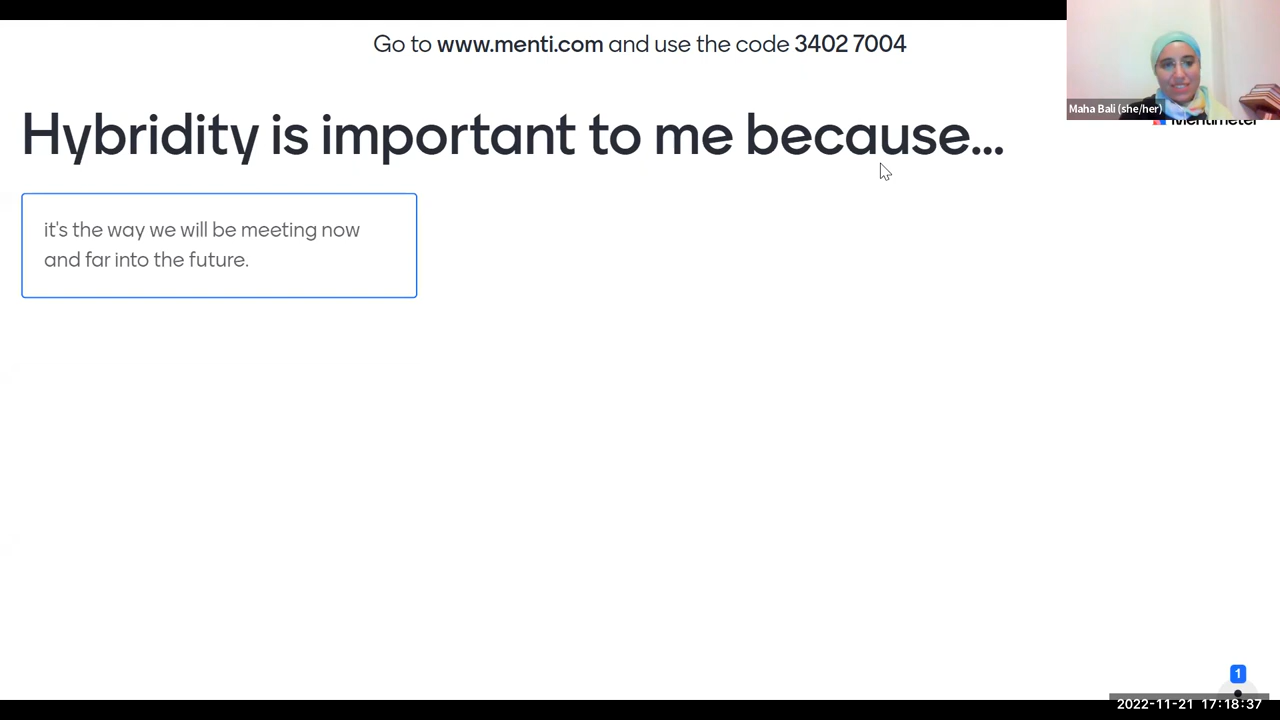 Go to www.menti.com and use the code 3402 7004
Maha Bali (she/her)
Mentimeter
Hybridity is important to me because...
it's the way we will be meeting now
and far into the future.
1
2022-11-21 17:18:37